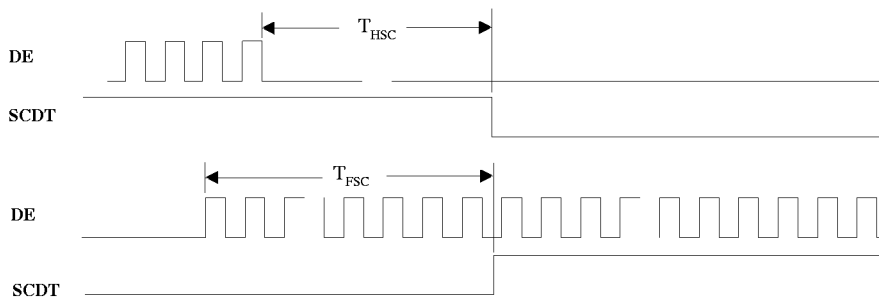 T_HSC
DE
SCDT
T_FSC
DE
SCDT